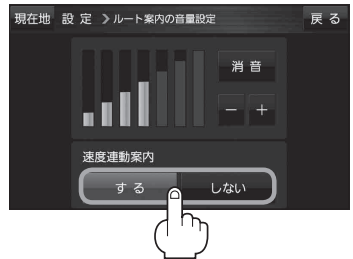 現在地 設 定 ＞ルート案内の音量設定 戻 る
消 音
− ＋
速度連動案内
す る しない